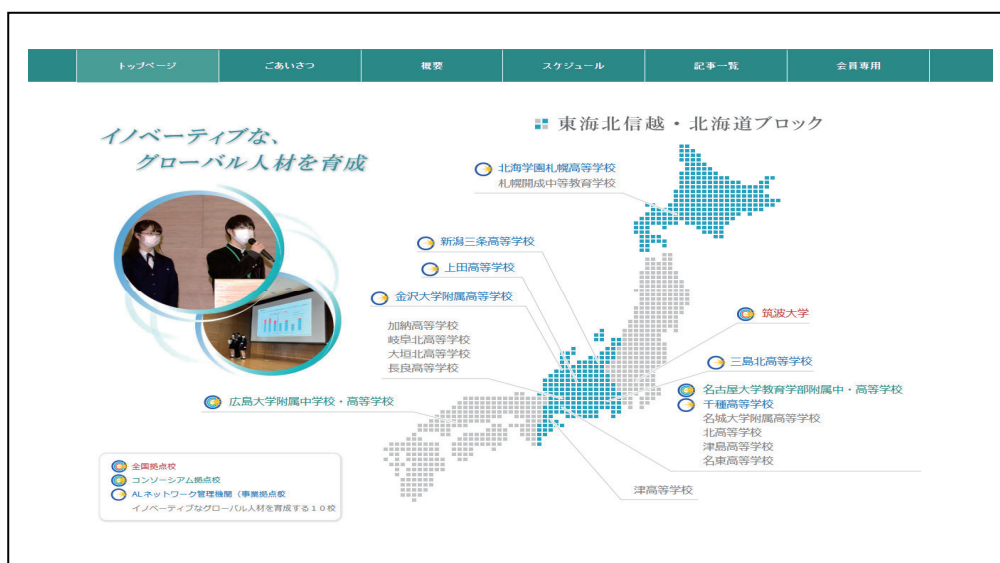 トップページ
ごあいさつ
概要
スケジュール
記事一覧
会員専用
イノベーティブな、
グローバル人材を育成
東海北信越・北海道ブロック
北海学園札幌高等学校
札幌開成中等教育学校
新潟三条高等学校
上田高等学校
金沢大学附属高等学校
加納高等学校
岐阜北高等学校
大垣北高等学校
長良高等学校
広島大学附属中学校・高等学校
筑波大学
三島北高等学校
名古屋大学教育学部附属中・高等学校
千種高等学校
名城大学附属高等学校
北高等学校
津島高等学校
名東高等学校
津高等学校
全国拠点校
コンソーシアム拠点校
ALネットワーク管理機関（事業拠点校
イノベーティブなグローバル人材を育成する１０校